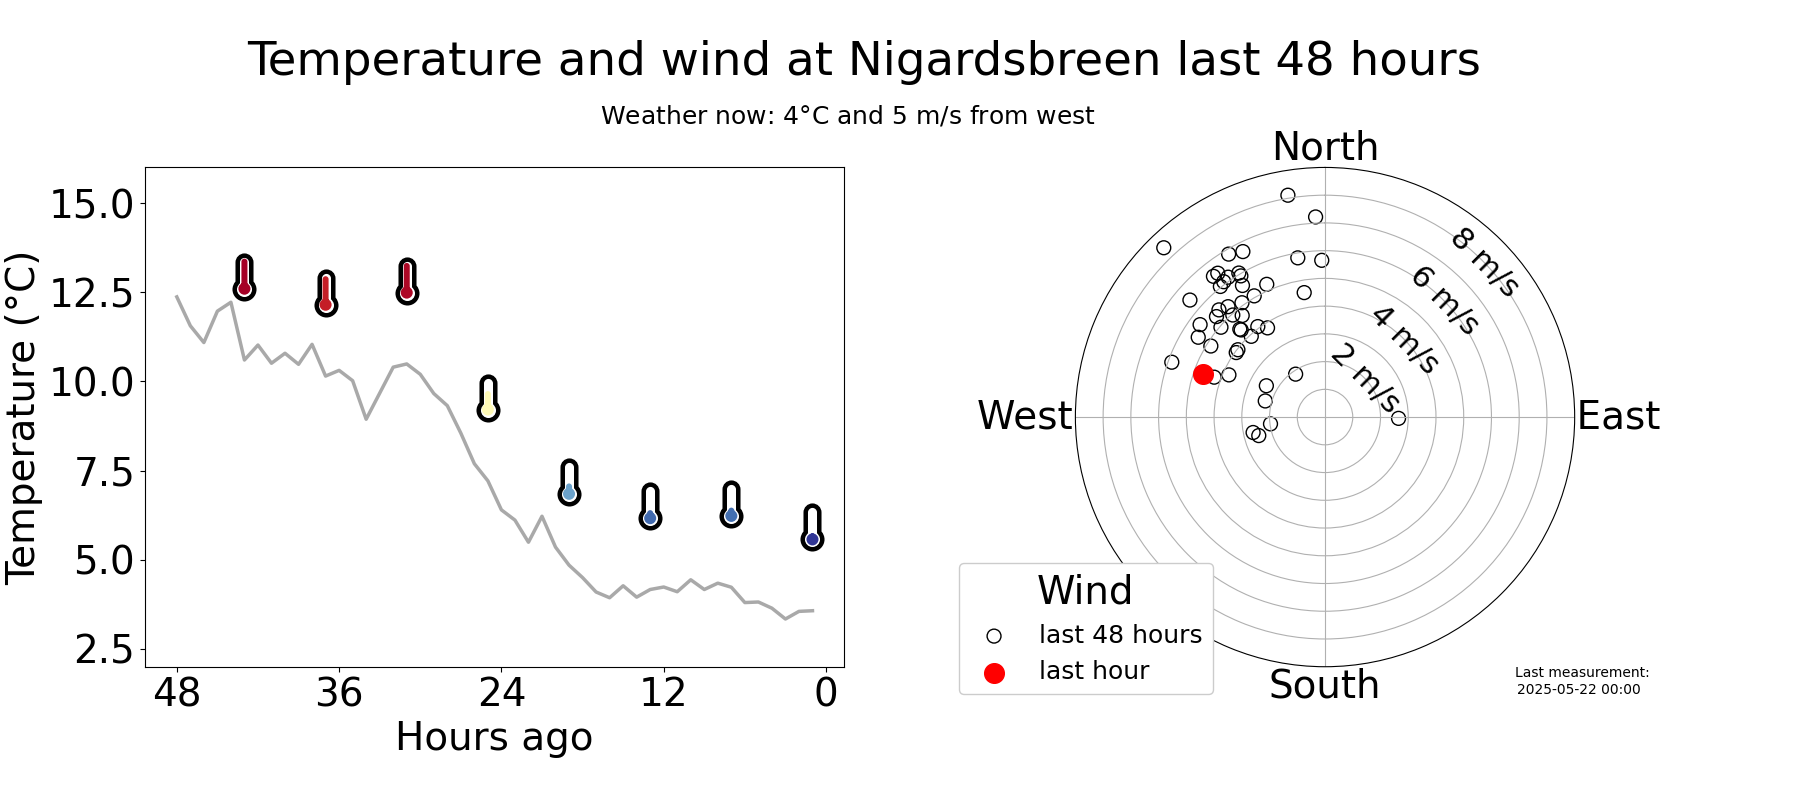 Temperature and wind at Nigardsbreen last 48 hours
Weather now: 4°C and 5 m/s from west
Temperature (°C)
15.0
12.5
10.0
7.5
5.0
2.5
48 36 24 12 0
Hours ago
North
West
East
South
8 m/s
6 m/s
4 m/s
2 m/s
Wind
last 48 hours
last hour
Last measurement:
2025-05-22 00:00